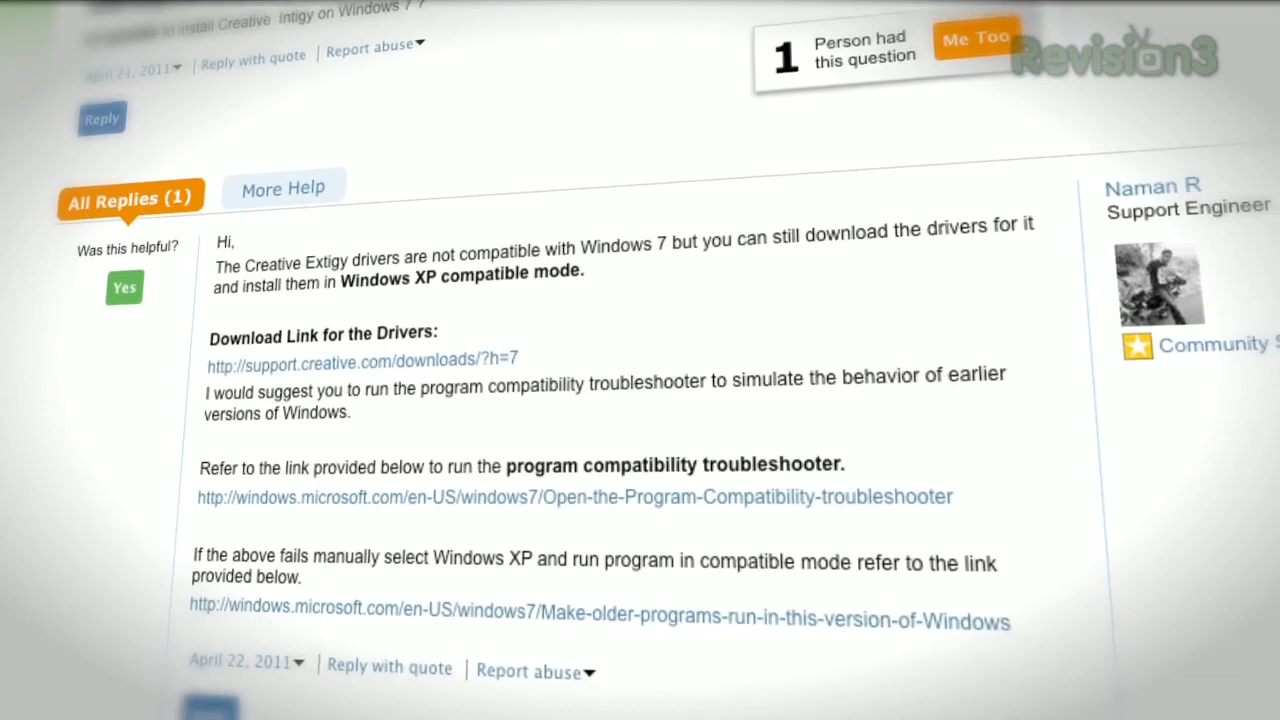 to install Creative intigy on Windows 7 ?
April 21, 2011 Reply with quote Report abuse
1 Person had this question Me Too
Revision3
Reply
All Replies (1) More Help
Was this helpful?
Yes
Hi,
The Creative Extigy drivers are not compatible with Windows 7 but you can still download the drivers for it
and install them in Windows XP compatible mode.
Download Link for the Drivers:
http://support.creative.com/downloads/?h=7
I would suggest you to run the program compatibility troubleshooter to simulate the behavior of earlier
versions of Windows.
Refer to the link provided below to run the program compatibility troubleshooter.
http://windows.microsoft.com/en-US/windows7/Open-the-Program-Compatibility-troubleshooter
If the above fails manually select Windows XP and run program in compatible mode refer to the link
provided below.
http://windows.microsoft.com/en-US/windows7/Make-older-programs-run-in-this-version-of-Windows
April 22, 2011 Reply with quote Report abuse
Naman R
Support Engineer
Community S